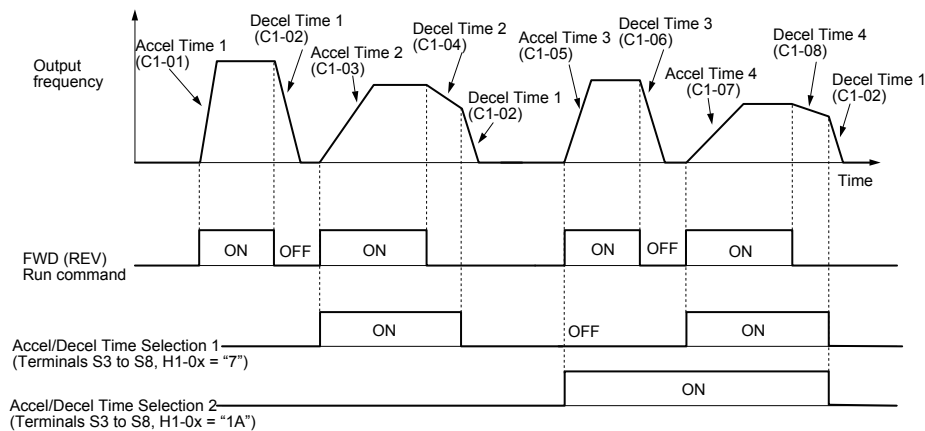 Output
frequency
Accel Time 1
(C1-01)
Decel Time 1
(C1-02)
Accel Time 2
(C1-03)
Decel Time 2
(C1-04)
Decel Time 1
(C1-02)
Accel Time 3
(C1-05)
Decel Time 3
(C1-06)
Accel Time 4
(C1-07)
Decel Time 4
(C1-08)
Decel Time 1
(C1-02)
Time
FWD (REV)
Run command
ON
OFF
ON
ON
OFF
ON
Accel/Decel Time Selection 1
(Terminals S3 to S8, H1-0x = “7”)
ON
OFF
ON
Accel/Decel Time Selection 2
(Terminals S3 to S8, H1-0x = “1A”)
ON